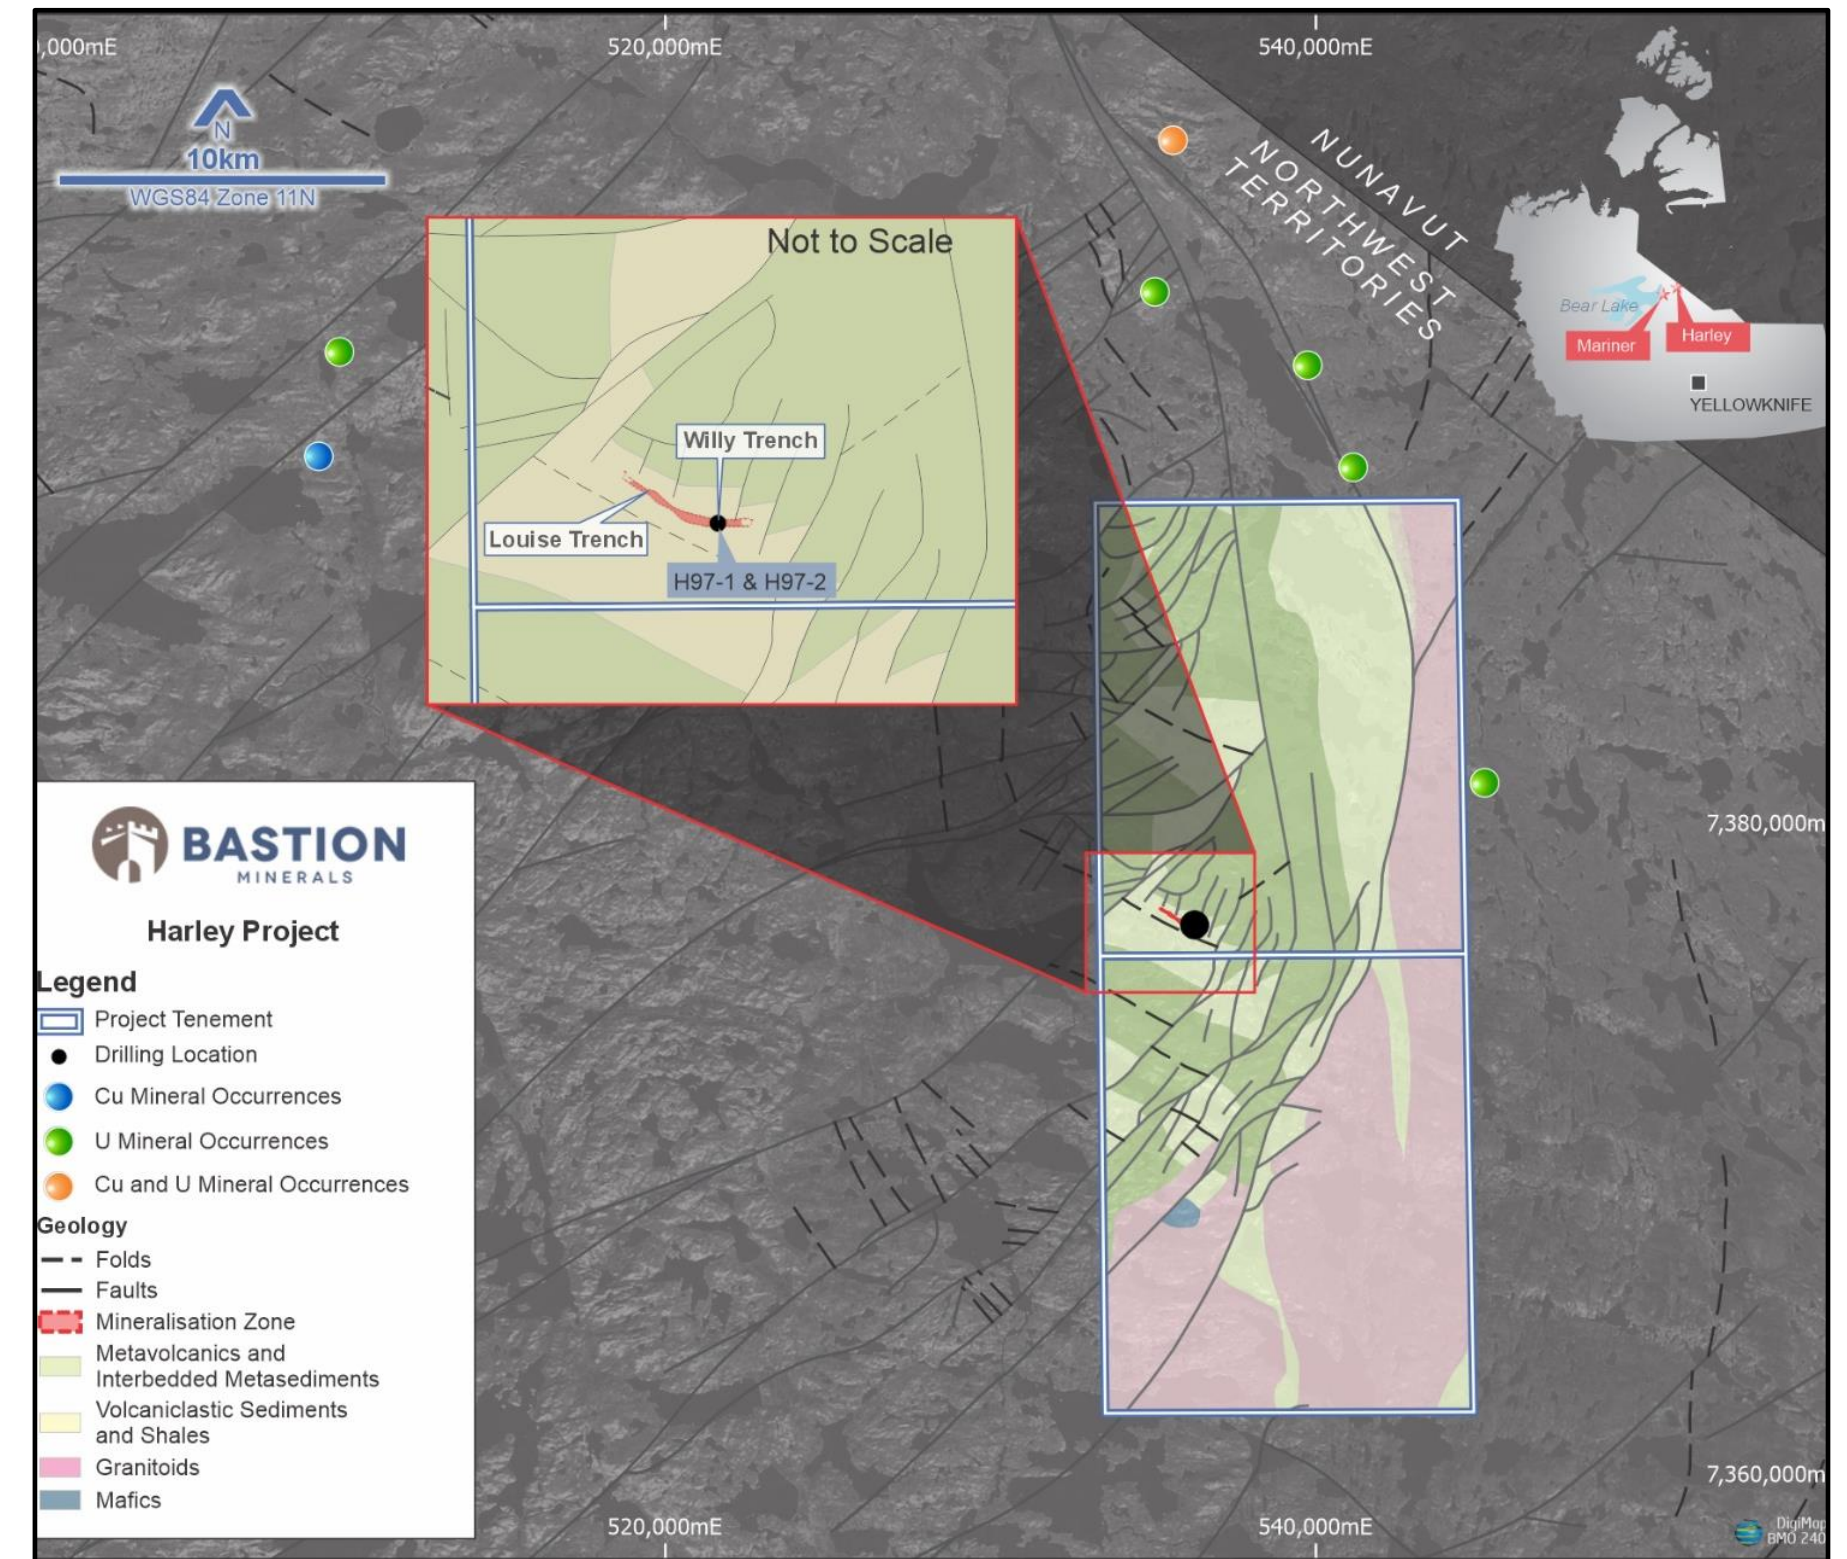 ,000mE
520,000mE
540,000mE
N
10km
WGS84 Zone 11N
NUNAVUT
NORTHWEST
TERRITORIES
Bear Lake
Mariner
Harley
YELLOWKNIFE
Not to Scale
Willy Trench
Louise Trench
H97-1 & H97-2
7,380,000m
BASTION
MINERALS
Harley Project
Legend
Project Tenement
Drilling Location
Cu Mineral Occurrences
U Mineral Occurrences
Cu and U Mineral Occurrences
Geology
Folds
Faults
Mineralisation Zone
Metavolcanics and
Interbedded Metasediments
Volcaniclastic Sediments
and Shales
Granitoids
Mafics
7,360,000m
520,000mE
540,000mE
DigiMap
BMO 240